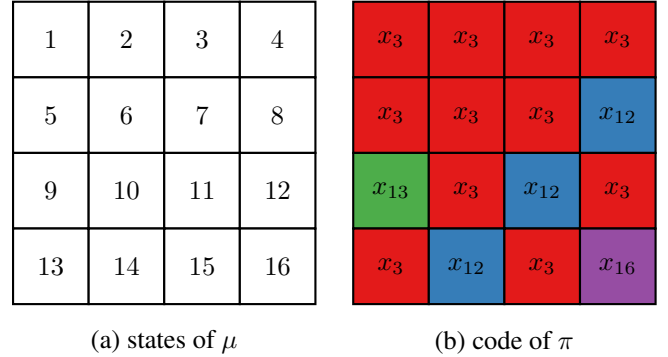 1 2 3 4
5 6 7 8
9 10 11 12
13 14 15 16
(a) states of μ
x₃ x₃ x₃ x₃
x₃ x₃ x₃ x₁₂
x₁₃ x₃ x₁₂ x₃
x₃ x₁₂ x₃ x₁₆
(b) code of π